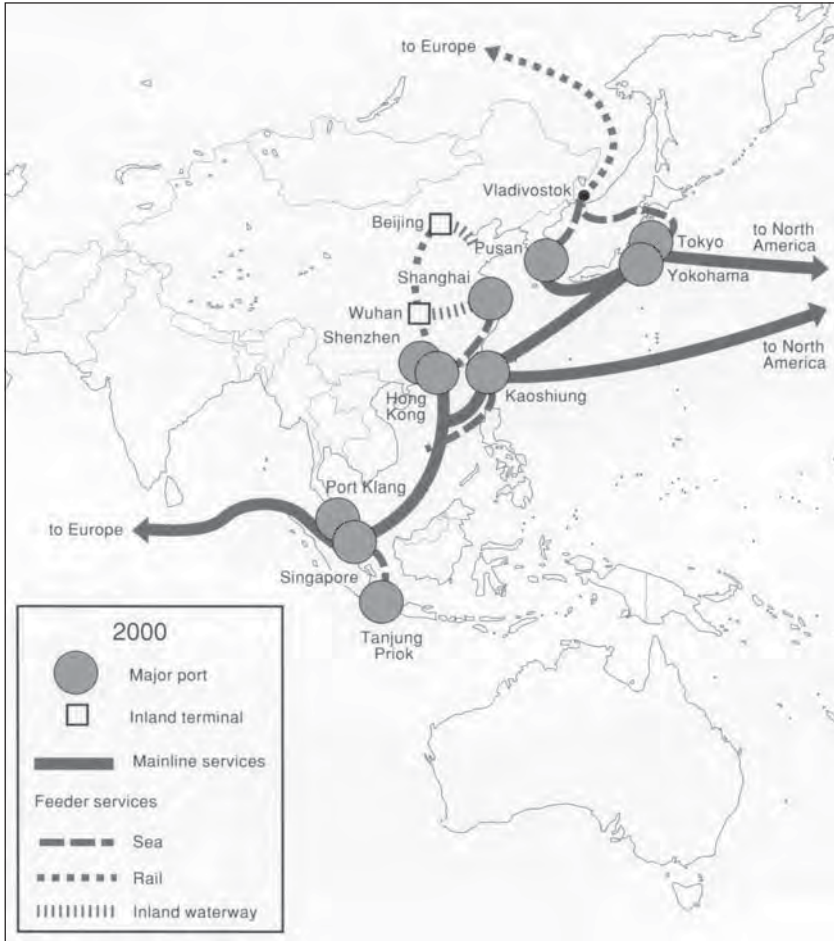 to Europe
Vladivostok
Beijing
Pusan
Tokyo
to North
America
Yokohama
Shanghai
Wuhan
Shenzhen
to North
America
Hong
Kong
Kaoshiung
Port Klang
to Europe
Singapore
Tanjung
Priok
2000
Major port
Inland terminal
Mainline services
Feeder services
Sea
Rail
Inland waterway